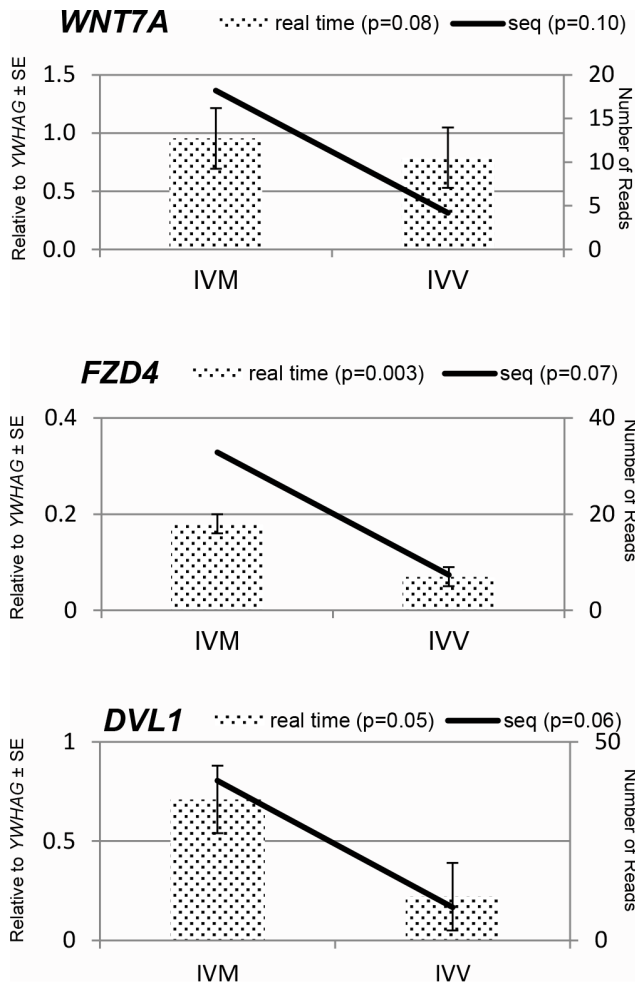 WNT7A real time (p=0.08) seq (p=0.10)
Relative to YWHAG ± SE
1.5
1.0
0.5
0.0
20
15
10
5
0
Number of Reads
IVM IVV
FZD4 real time (p=0.003) seq (p=0.07)
Relative to YWHAG ± SE
0.4
0.2
0
40
20
0
Number of Reads
IVM IVV
DVL1 real time (p=0.05) seq (p=0.06)
Relative to YWHAG ± SE
1
0.5
0
50
0
Number of Reads
IVM IVV